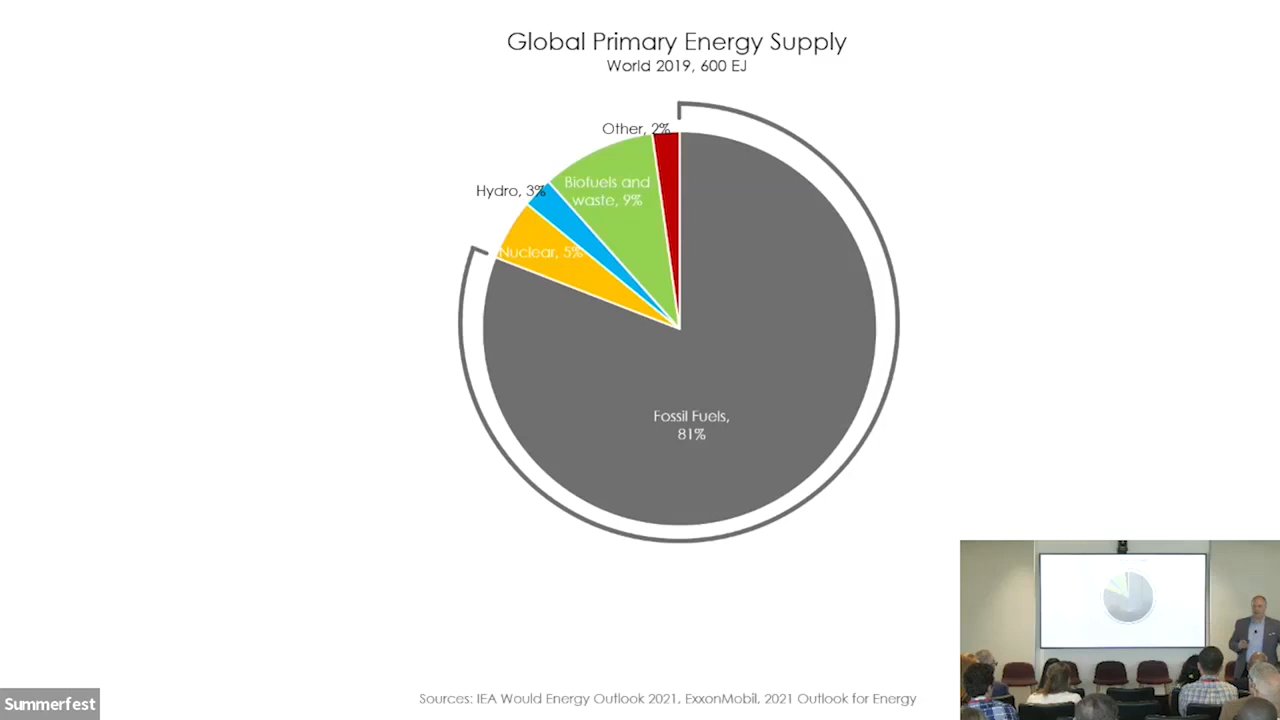 Global Primary Energy Supply
World 2019, 600 EJ
Other, 2%
Hydro, 3%
Biofuels and
waste, 9%
Nuclear, 5%
Fossil Fuels,
81%
Sources: IEA Would Energy Outlook 2021, ExxonMobil, 2021 Outlook for Energy
Summerfest